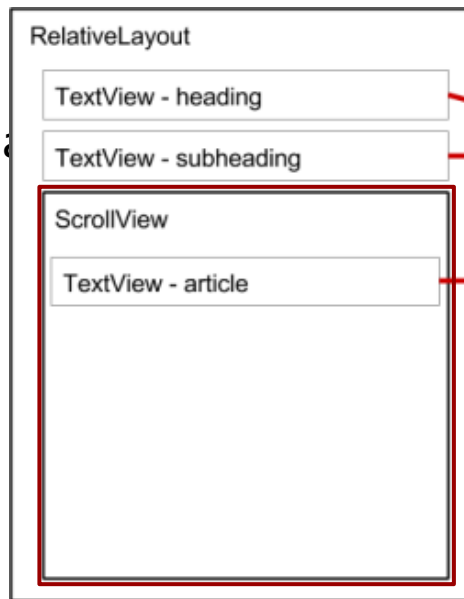 RelativeLayout
TextView - heading
TextView - subheading
ScrollView
TextView - article